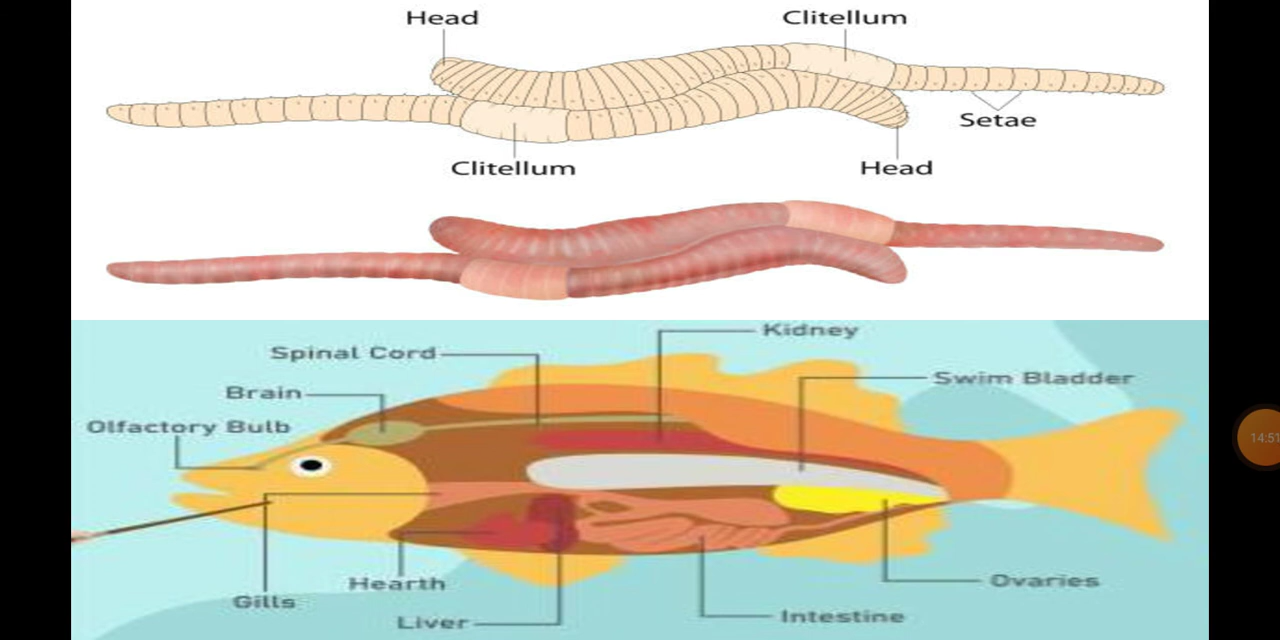 Head
Clitellum
Setae
Clitellum
Head
Kidney
Spinal Cord
Swim Bladder
Brain
Olfactory Bulb
Hearth
Ovaries
Gills
Liver
Intestine
14:51